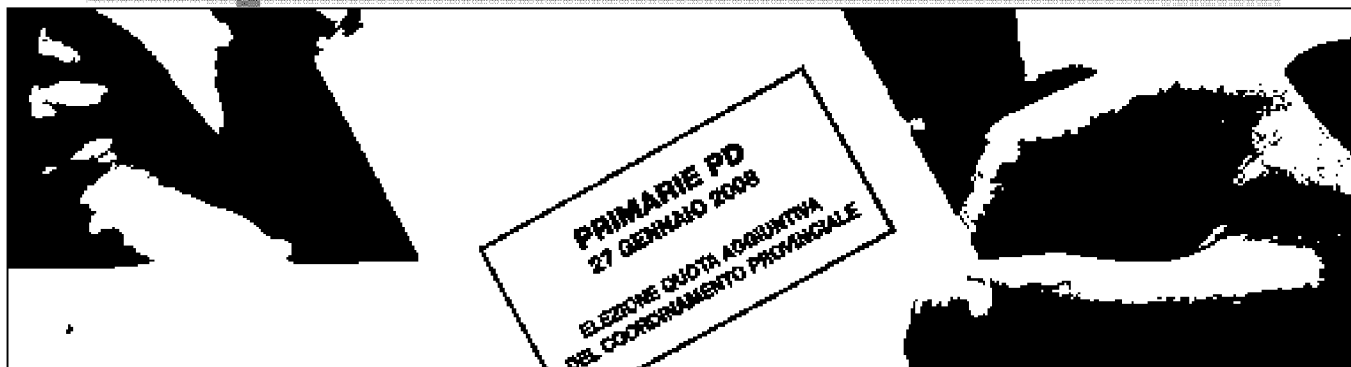 PRIMARIE PD
27 GENNAIO 2008
ELEZIONE QUOTA AGGIUNTIVA
DEL COORDINAMENTO PROVINCIALE